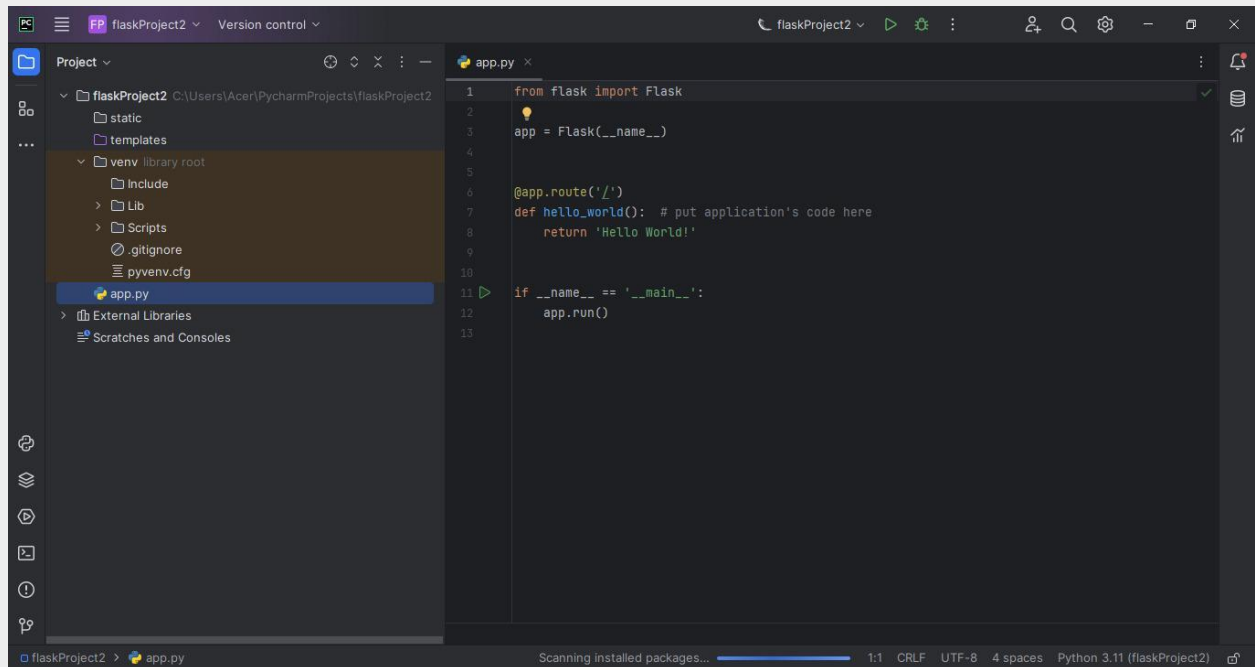 PC FP flaskProject2 Version control flaskProject2
Project
flaskProject2 C:\Users\Acer\PycharmProjects\flaskProject2
static
templates
venv library root
Include
Lib
Scripts
.gitignore
pyvenv.cfg
app.py
External Libraries
Scratches and Consoles
app.py
1 from flask import Flask
2
3 app = Flask(__name__)
4
5
6 @app.route('/')
7 def hello_world():  # put application's code here
8     return 'Hello World!'
9
10
11 if __name__ == '__main__':
12     app.run()
13
flaskProject2 > app.py Scanning installed packages... 1:1 CRLF UTF-8 4 spaces Python 3.11 (flaskProject2)